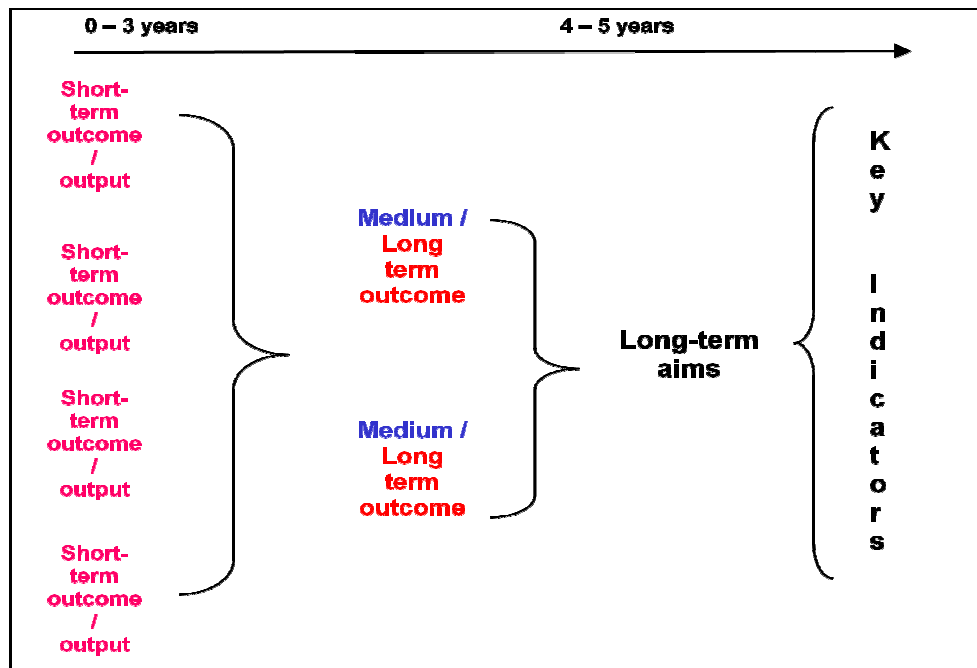 0 – 3 years
4 – 5 years
Short-
term
outcome
/
output
Short-
term
outcome
/
output
Short-
term
outcome
/
output
Short-
term
outcome
/
output
Medium /
Long
term
outcome
Medium /
Long
term
outcome
Long-term
aims
K
e
y
I
n
d
i
c
a
t
o
r
s